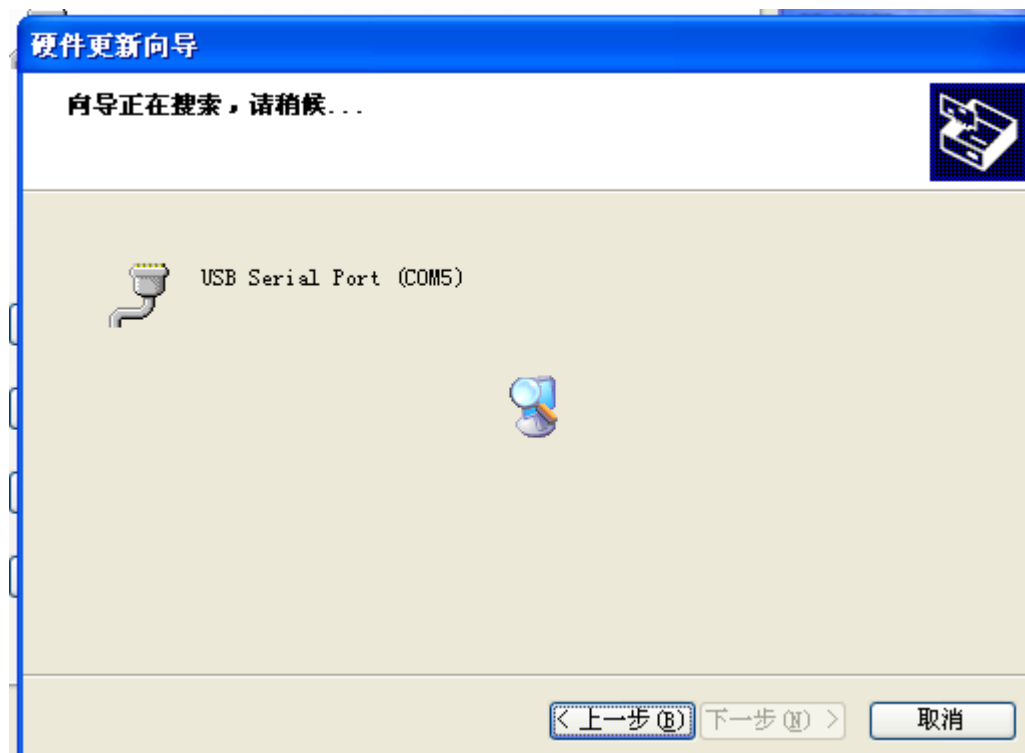 硬件更新向导
向导正在搜索，请稍候...
USB Serial Port (COM5)
< 上一步(B) 下一步(N) > 取消